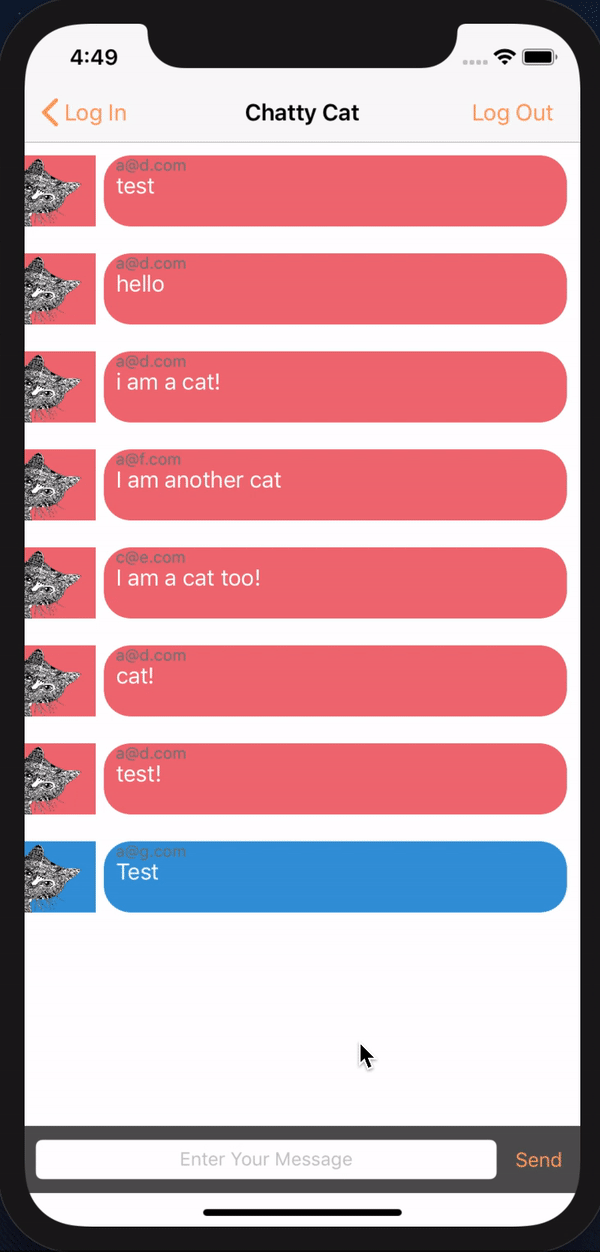 4:49
Log In
Chatty Cat
Log Out
a@d.com
test
a@d.com
hello
a@d.com
i am a cat!
a@f.com
I am another cat
c@e.com
I am a cat too!
a@d.com
cat!
a@d.com
test!
a@g.com
Test
Enter Your Message
Send